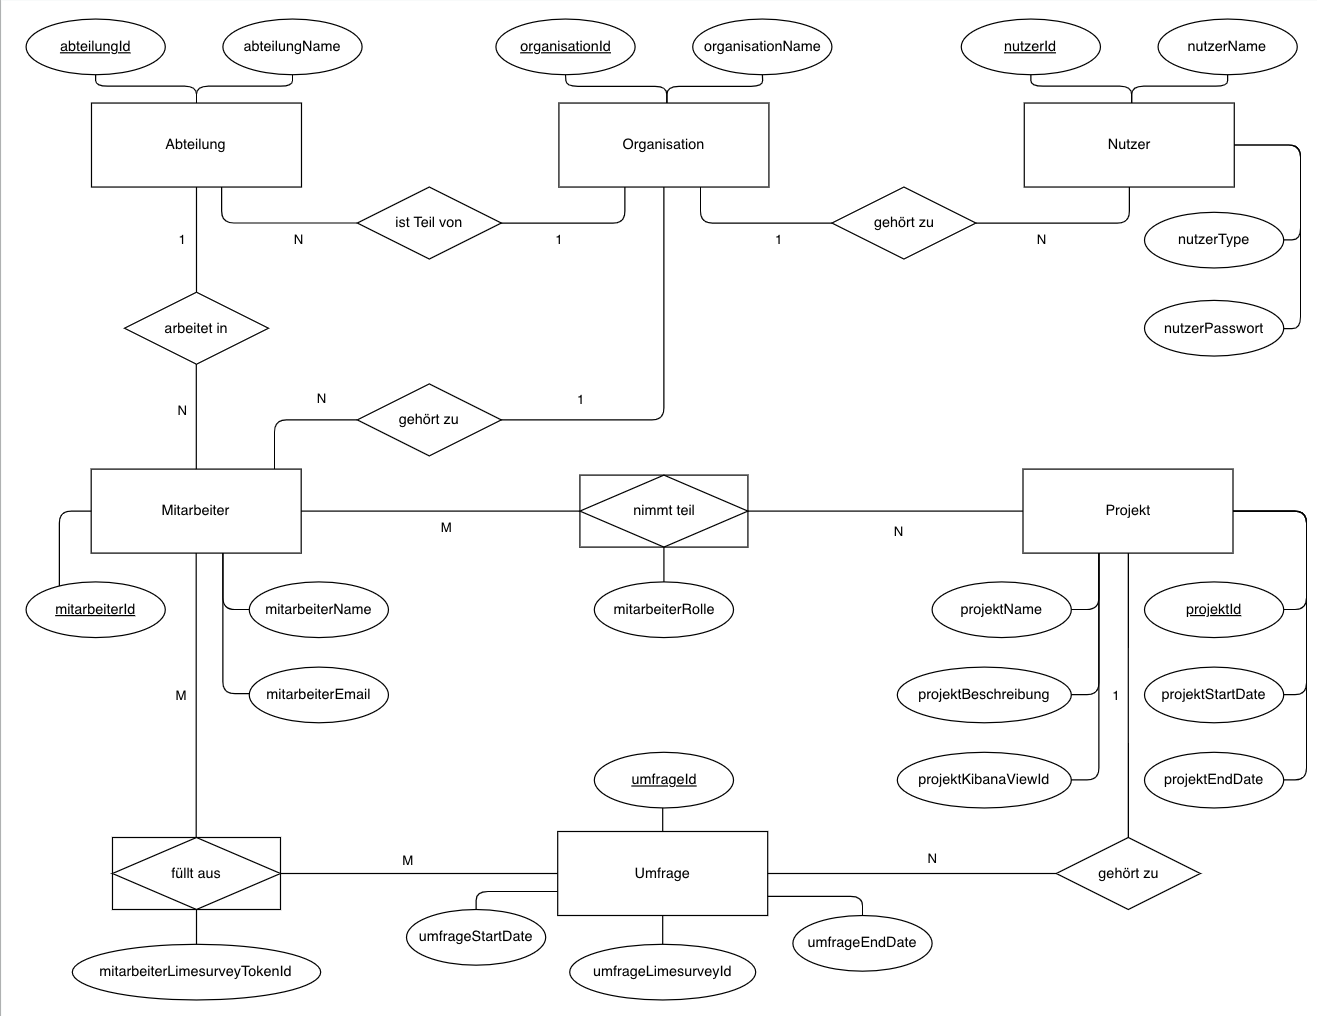 abteilungId
abteilungName
organisationId
organisationName
nutzerId
nutzerName
Abteilung
Organisation
Nutzer
ist Teil von
gehört zu
1
N
1
1
N
nutzerType
arbeitet in
nutzerPasswort
N
1
N
gehört zu
Mitarbeiter
nimmt teil
Projekt
M
N
mitarbeiterId
mitarbeiterName
mitarbeiterRolle
projektName
projektId
M
mitarbeiterEmail
projektBeschreibung
1
projektStartDate
umfrageId
projektKibanaViewId
projektEndDate
M
N
füllt aus
Umfrage
gehört zu
umfrageStartDate
umfrageEndDate
mitarbeiterLimesurveyTokenId
umfrageLimesurveyId